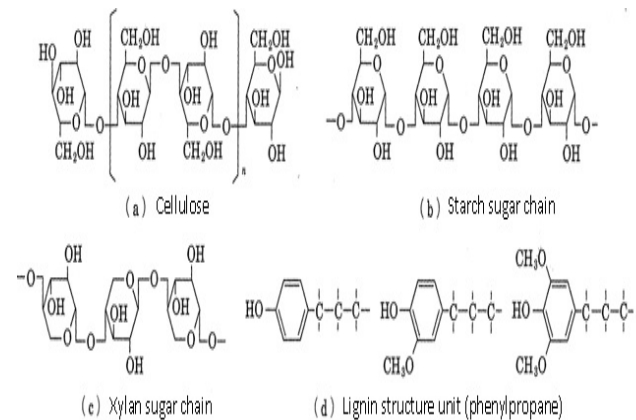 OH CH₂OH OH CH₂OH
HO O O O OH
OH OH OH OH
O O O O
CH₂OH OH CH₂OH OH
n
(a) Cellulose
CH₂OH CH₂OH CH₂OH CH₂OH
O O O O
OH OH OH OH
-O O O O O-
OH OH OH OH
(b) Starch sugar chain
OH OH
-O O O
OH OH OH
O O O O-
OH
(c) Xylan sugar chain
CH₃O
HO -C-C-C- HO -C-C-C- HO -C-C-C-
CH₃O CH₃O
(d) Lignin structure unit (phenylpropane)